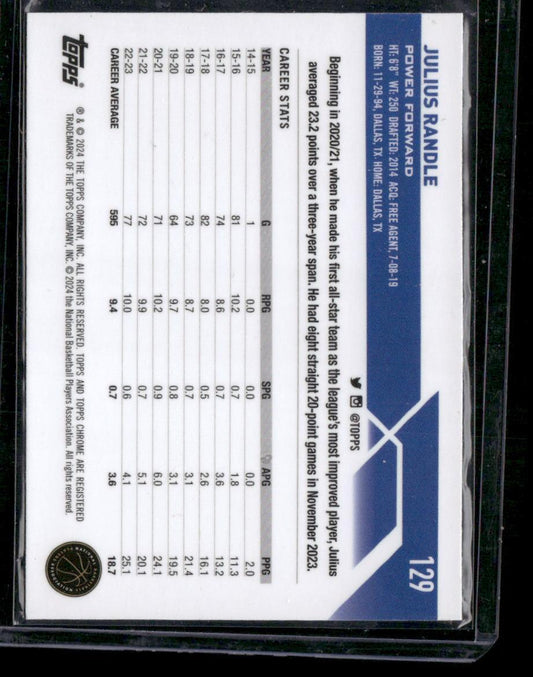 129
JULIUS RANDLE
POWER FORWARD
HT: 6'8" WT: 250 DRAFTED: 2014 ACQ: FREE AGENT, 7-08-19
BORN: 11-29-94, DALLAS, TX HOME: DALLAS, TX
@TOPPS
Beginning in 2020/21, when he made his first all-star team as the league's most improved player, Julius
averaged 23.2 points over a three-year span. He had eight straight 20-point games in November 2023.
CAREER STATS
YEAR G RPG SPG APG PPG
14-15 1 0.0 0.0 0.0 2.0
15-16 81 10.2 0.7 1.8 11.3
16-17 74 8.6 0.7 3.6 13.2
17-18 82 8.0 0.5 2.6 16.1
18-19 73 8.7 0.7 3.1 21.4
19-20 64 9.7 0.8 3.1 19.5
20-21 71 10.2 0.9 6.0 24.1
21-22 72 9.9 0.7 5.1 20.1
22-23 77 10.0 0.6 4.1 25.1
CAREER AVERAGE 595 9.4 0.7 3.6 18.7
Topps
® & © 2024 THE TOPPS COMPANY, INC. ALL RIGHTS RESERVED. TOPPS AND TOPPS CHROME ARE REGISTERED
TRADEMARKS OF THE TOPPS COMPANY, INC. © 2024 the National Basketball Players Association. All rights reserved.